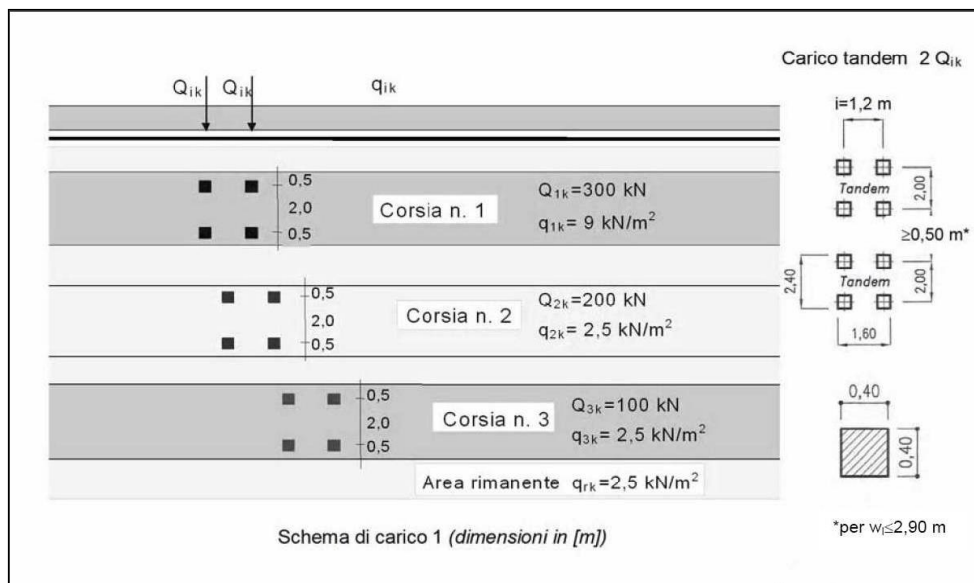 Carico tandem 2 Qik
Qik Qik qik
i=1,2 m
0,5
2,0
0,5
Corsia n. 1
Q1k=300 kN
q1k= 9 kN/m²
Tandem
2,00
≥0,50 m*
0,5
2,0
0,5
Corsia n. 2
Q2k=200 kN
q2k= 2,5 kN/m²
2,40
Tandem
2,00
1,60
0,5
2,0
0,5
Corsia n. 3
Q3k=100 kN
q3k= 2,5 kN/m²
0,40
0,40
Area rimanente qrk=2,5 kN/m²
Schema di carico 1 (dimensioni in [m])
*per wl≤2,90 m